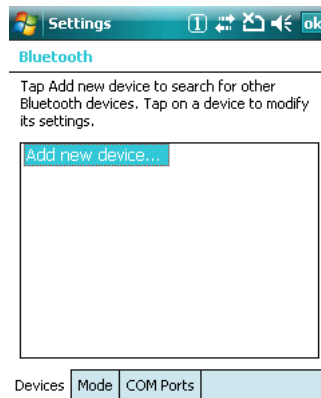 Settings 1 ok
Bluetooth
Tap Add new device to search for other
Bluetooth devices. Tap on a device to modify
its settings.
Add new device...
Devices Mode COM Ports